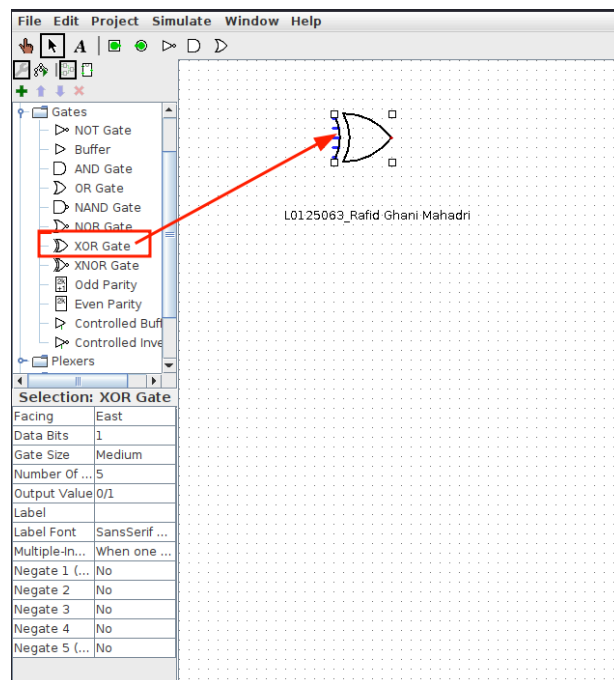 File Edit Project Simulate Window Help
A
Gates
NOT Gate
Buffer
AND Gate
OR Gate
NAND Gate
NOR Gate
XOR Gate
XNOR Gate
2k+1 Odd Parity
2k Even Parity
Controlled Buff
Controlled Inve
Plexers
L0125063_Rafid Ghani Mahadri
Selection: XOR Gate
Facing East
Data Bits 1
Gate Size Medium
Number Of ... 5
Output Value 0/1
Label
Label Font SansSerif ...
Multiple-In... When one ...
Negate 1 (... No
Negate 2 No
Negate 3 No
Negate 4 No
Negate 5 (... No